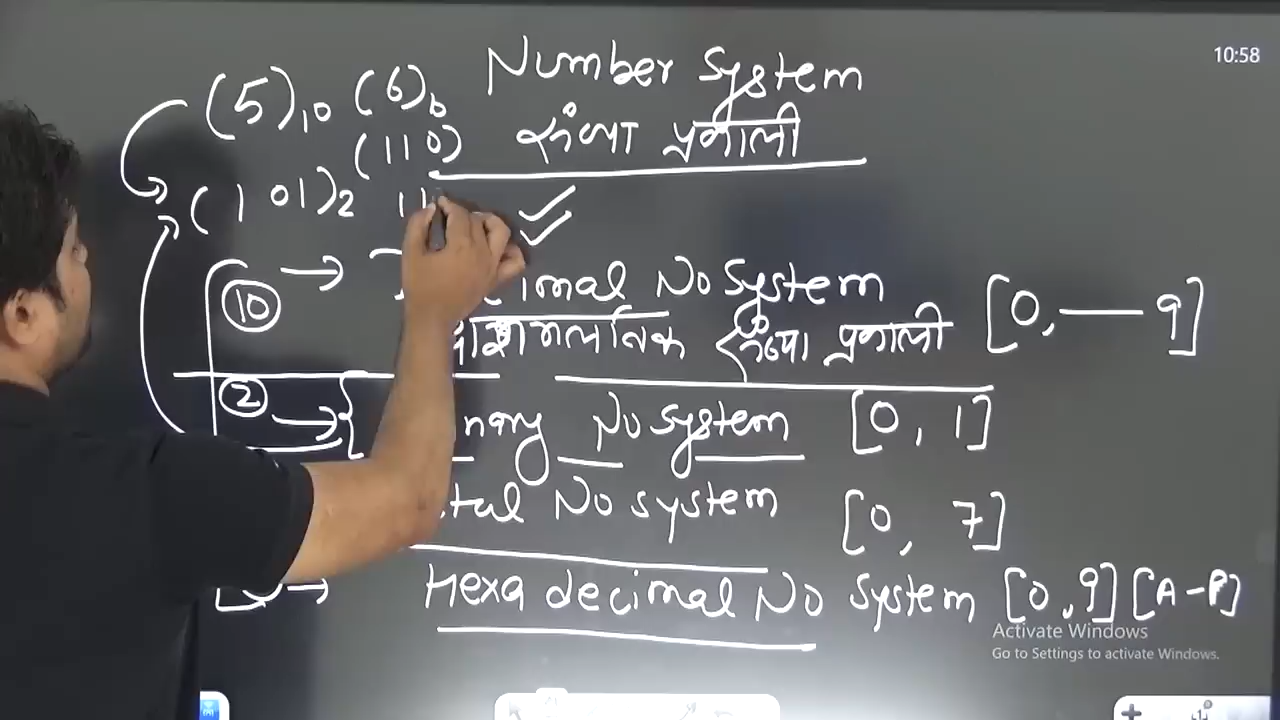 10:58
Number System
संख्या प्रणाली
(5)10 (6)
(110)
(101)2 11
10 → Decimal No System [0, — 9]
संख्या प्रणाली
2 → { nary No system [0, 1]
tal No system [0, 7]
→ Hexa decimal No System [0, 9] [A-F]
Activate Windows
Go to Settings to activate Windows.